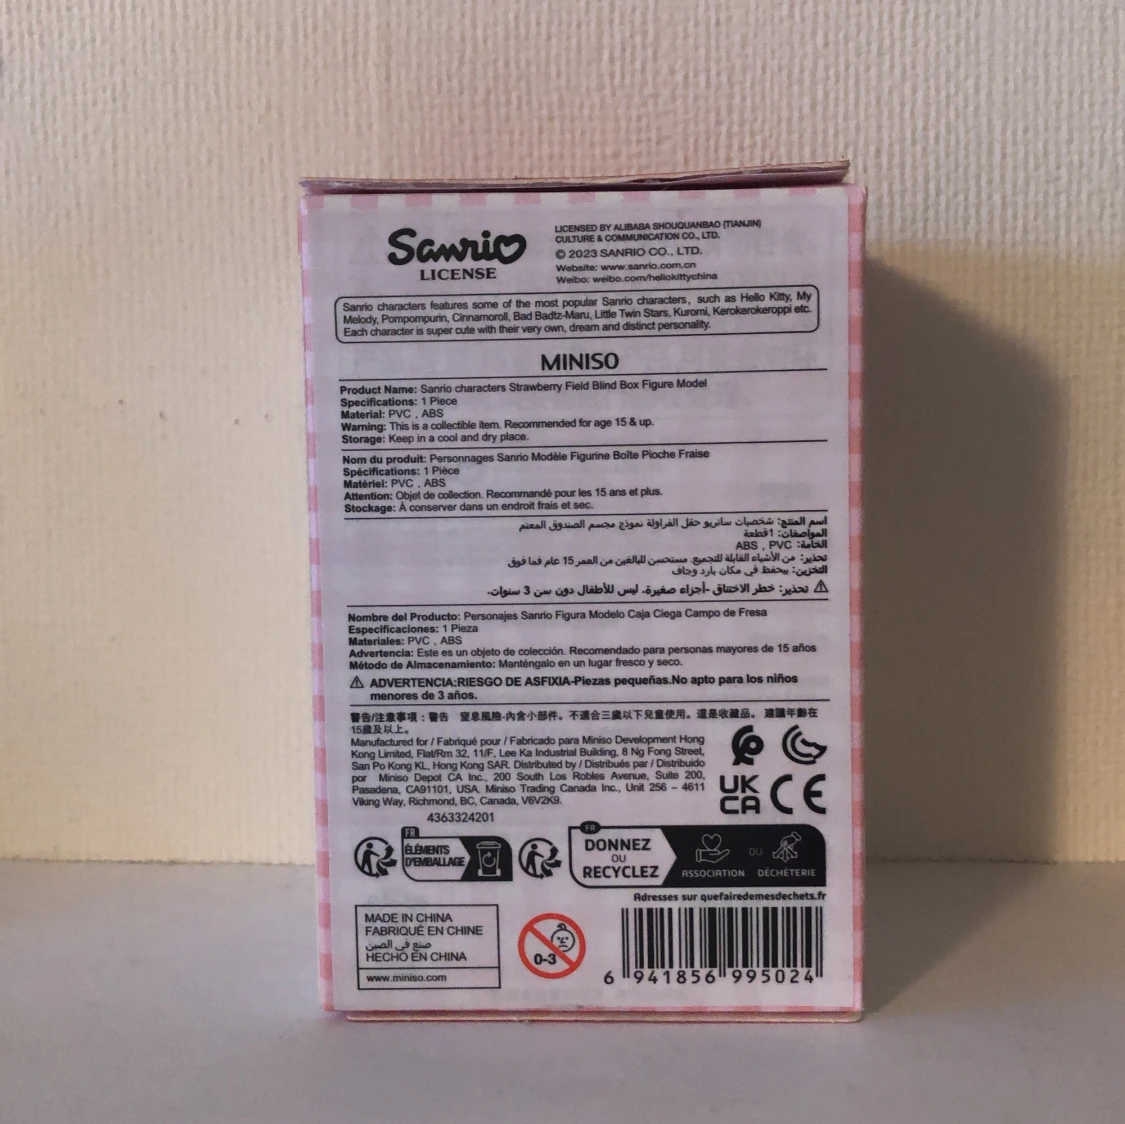 Sanrio
LICENSE
LICENSED BY ALIBABA SHOUQUANBAO (TIANJIN)
CULTURE & COMMUNICATION CO., LTD.
© 2023 SANRIO CO., LTD.
Website: www.sanrio.com.cn
Weibo: weibo.com/hellokittychina
Sanrio characters features some of the most popular Sanrio characters, such as Hello Kitty, My
Melody, Pompompurin, Cinnamoroll, Bad Badtz-Maru, Little Twin Stars, Kuromi, Kerokerokeroppi etc.
Each character is super cute with their very own, dream and distinct personality.
MINISO
Product Name: Sanrio characters Strawberry Field Blind Box Figure Model
Specifications: 1 Piece
Material: PVC , ABS
Warning: This is a collectible item. Recommended for age 15 & up.
Storage: Keep in a cool and dry place.
Nom du produit: Personnages Sanrio Modèle Figurine Boîte Pioche Fraise
Spécifications: 1 Pièce
Matériel: PVC , ABS
Attention: Objet de collection. Recommandé pour les 15 ans et plus.
Stockage: À conserver dans un endroit frais et sec.
اسم المنتج: شخصيات سانريو حقل الفراولة نموذج مجسم الصندوق المعتم
المواصفات: 1قطعة
الخامة: ABS , PVC
تحذير: من الأشياء القابلة للتجميع. مستحسن للبالغين من العمر 15 عام فما فوق
التخزين: يحفظ في مكان بارد وجاف
⚠ تحذير: خطر الاختناق -أجزاء صغيرة. ليس للأطفال دون سن 3 سنوات.
Nombre del Producto: Personajes Sanrio Figura Modelo Caja Ciega Campo de Fresa
Especificaciones: 1 Pieza
Materiales: PVC , ABS
Advertencia: Este es un objeto de colección. Recomendado para personas mayores de 15 años
Método de Almacenamiento: Manténgalo en un lugar fresco y seco.
⚠ ADVERTENCIA:RIESGO DE ASFIXIA-Piezas pequeñas.No apto para los niños
menores de 3 años.
警告/注意事項：警告 窒息風險-內含小部件。不適合三歲以下兒童使用。這是收藏品。 建議年齡在
15歲及以上。
Manufactured for / Fabriqué pour / Fabricado para Miniso Development Hong
Kong Limited, Flat/Rm 32, 11/F, Lee Ka Industrial Building, 8 Ng Fong Street,
San Po Kong KL, Hong Kong SAR. Distributed by / Distribués par / Distribuido
por Miniso Depot CA Inc., 200 South Los Robles Avenue, Suite 200,
Pasadena, CA91101, USA. Miniso Trading Canada Inc., Unit 256 – 4611
Viking Way, Richmond, BC, Canada, V6V2K9.
UK
CA CE
4363324201
FR
ÉLÉMENTS
D'EMBALLAGE
FR
DONNEZ
OU
RECYCLEZ
ASSOCIATION
OU
DÉCHÈTERIE
Adresses sur quefairedemesdechets.fr
MADE IN CHINA
FABRIQUÉ EN CHINE
صنع في الصين
HECHO EN CHINA
www.miniso.com
0-3
6 941856 995024